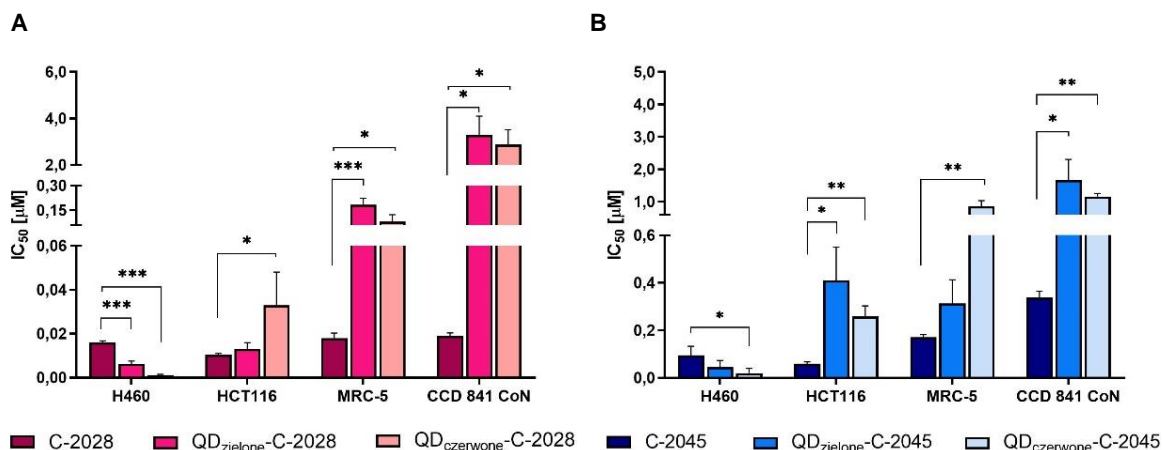 A
B
IC50 [µM]
6,0
4,0
2,0
0,30
0,15
0,06
0,04
0,02
0,00
***
***
*
***
*
*
*
H460
HCT116
MRC-5
CCD 841 CoN
C-2028
QDzielone-C-2028
QDczerwone-C-2028
IC50 [µM]
5,0
4,0
3,0
2,0
1,0
0,6
0,4
0,2
0,0
*
*
**
**
*
**
H460
HCT116
MRC-5
CCD 841 CoN
C-2045
QDzielone-C-2045
QDczerwone-C-2045